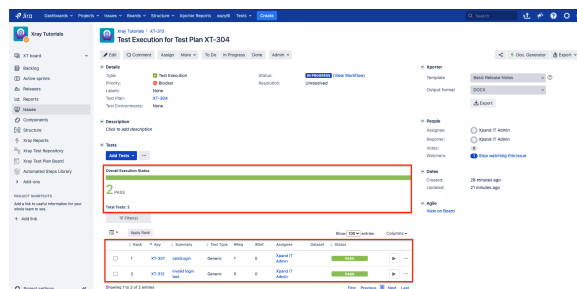 Jira Dashboards Projects Issues Boards Structure Xporter Reports eazyBI Tests Create Search
Xray Tutorials
Xray Tutorials / XT-313
Test Execution for Test Plan XT-304
Edit Comment Assign More To Do In Progress Done Admin Doc. Generator Export
XT board
Backlog
Active sprints
Releases
Reports
Issues
Components
Structure
Xray Reports
Xray Test Repository
Xray Test Plan Board
Automated Steps Library
Add-ons
PROJECT SHORTCUTS
Add a link to useful information for your whole team to see.
+ Add link
Project settings
Details
Type: Test Execution Status: IN PROGRESS (View Workflow)
Priority: Blocker Resolution: Unresolved
Labels: None
Test Plan: XT-304
Test Environments: None
Description
Click to add description
Tests
Add Tests
Overall Execution Status
2 PASS
Total Tests: 2
Filter(s)
Apply Rank Show 100 entries Columns
Rank Key Summary Test Type #Req #Def Assignee Dataset Status
1 XT-307 validLogin Generic 1 0 Xpand IT Admin PASS
2 XT-312 Invalid login test Generic 0 0 Xpand IT Admin PASS
Showing 1 to 2 of 2 entries First Previous 1 Next Last
Xporter
Template Basic Release Notes
Output format DOCX
Export
People
Assignee: Xpand IT Admin
Reporter: Xpand IT Admin
Votes: 0
Watchers: 1 Stop watching this issue
Dates
Created: 28 minutes ago
Updated: 21 minutes ago
Agile
View on Board